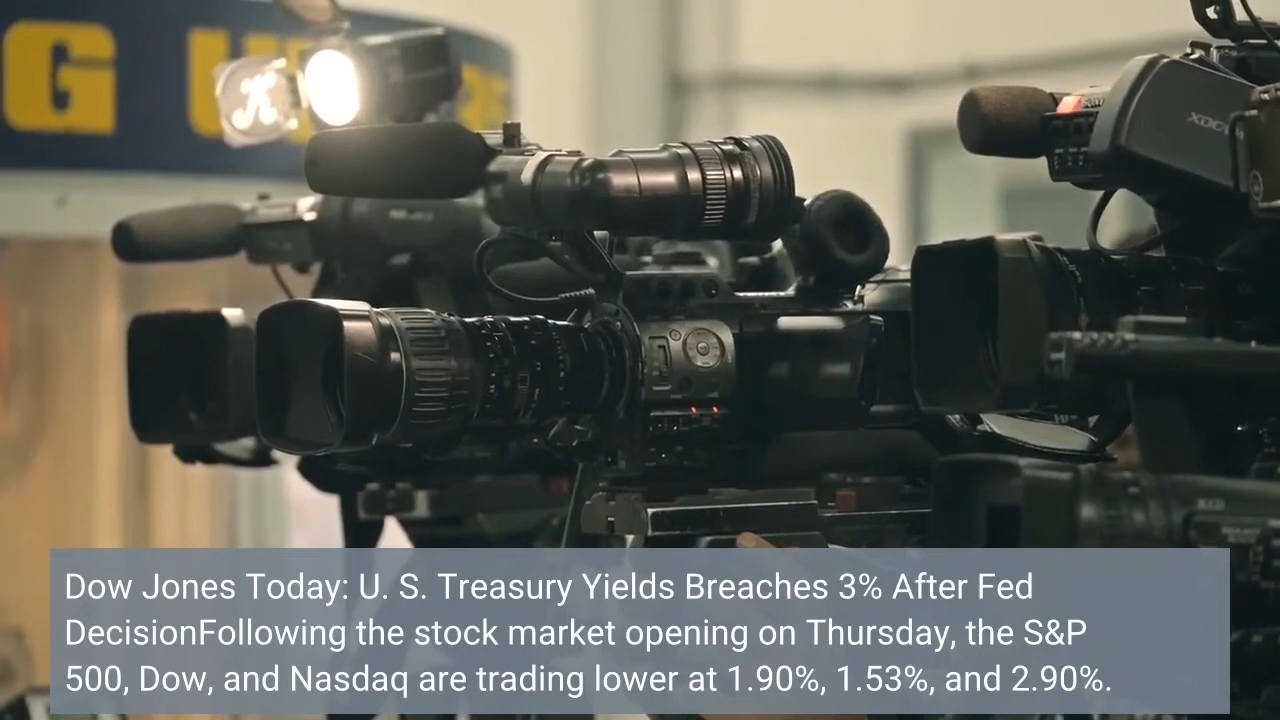 G U
Dow Jones Today: U. S. Treasury Yields Breaches 3% After Fed
DecisionFollowing the stock market opening on Thursday, the S&P
500, Dow, and Nasdaq are trading lower at 1.90%, 1.53%, and 2.90%.